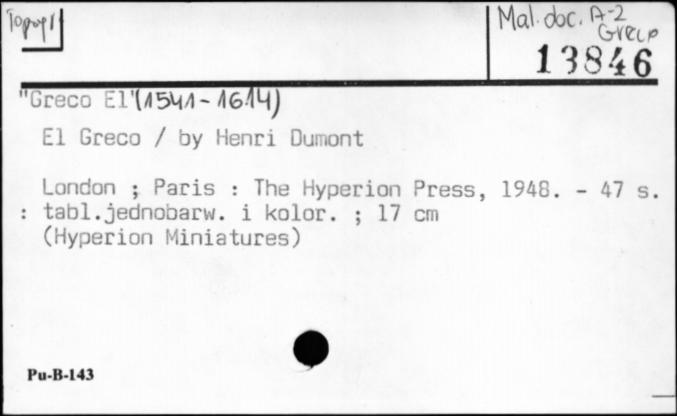 Mal. doc. A-2
Greco
13846
"Greco El"(1541-1614)
El Greco / by Henri Dumont
London ; Paris : The Hyperion Press, 1948. - 47 s.
: tabl.jednobarw. i kolor. ; 17 cm
(Hyperion Miniatures)
Pu-B-143